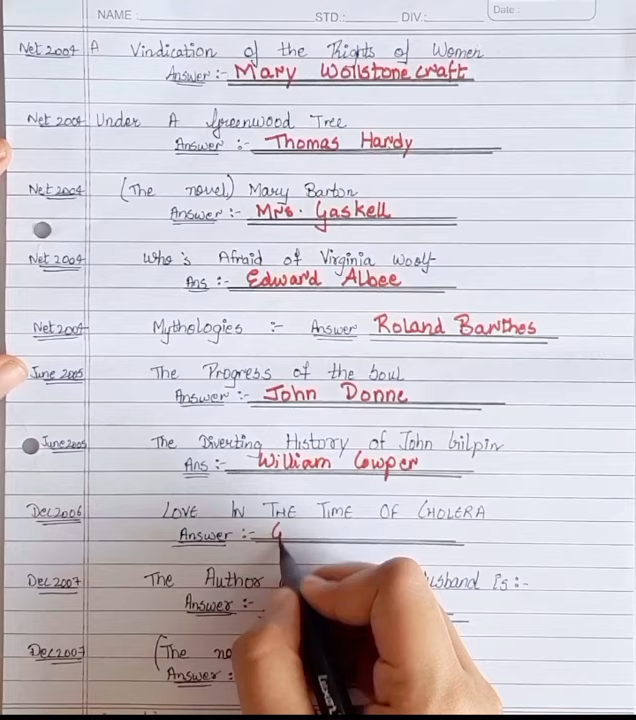 NAME STD.: DIV.: Date :
Net 2004 A Vindication of the Rights of Women
Answer :- Mary Wollstonecraft
Net 2004 Under A Greenwood Tree
Answer :- Thomas Hardy
Net 2004 (The novel) Mary Barton
Answer :- Mrs. Gaskell
Net 2004 Who's Afraid of Virginia Woolf
Ans :- Edward Albee
Net 2004 Mythologies :- Answer Roland Barthes
June 2005 The Progress of the Soul
Answer :- John Donne
June 2005 The Diverting History of John Gilpin
Ans :- William Cowper
Dec 2006 LOVE IN THE TIME OF CHOLERA
Answer :- G
Dec 2007 The Author usband is:-
Answer :-
Dec 2007 (The no
Answer :